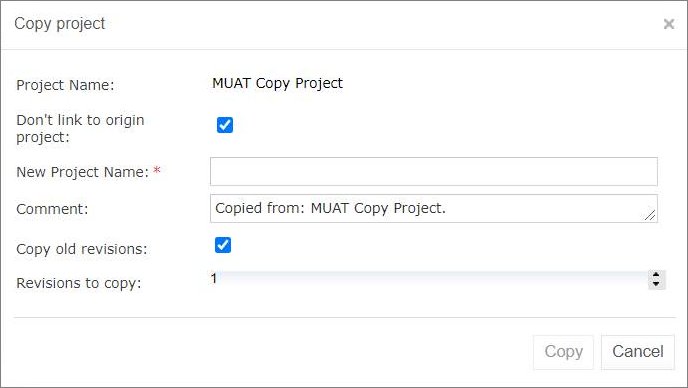 Copy project
Project Name: MUAT Copy Project
Don't link to origin
project:
New Project Name: *
Comment: Copied from: MUAT Copy Project.
Copy old revisions:
Revisions to copy: 1
Copy Cancel